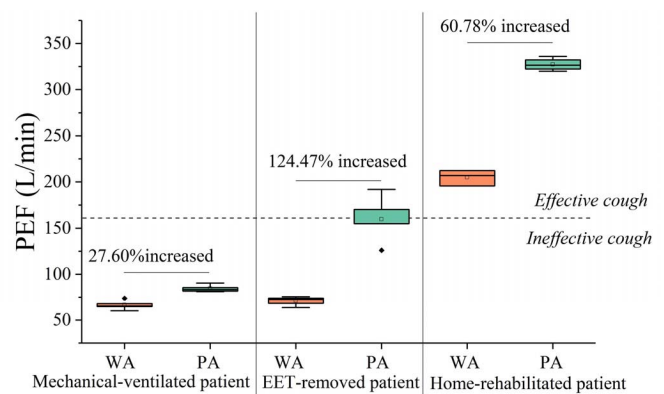 PEF (L/min)
350
300
250
200
150
100
50
27.60%increased
124.47% increased
60.78% increased
Effective cough
Ineffective cough
WA PA WA PA WA PA
Mechanical-ventilated patient EET-removed patient Home-rehabilitated patient